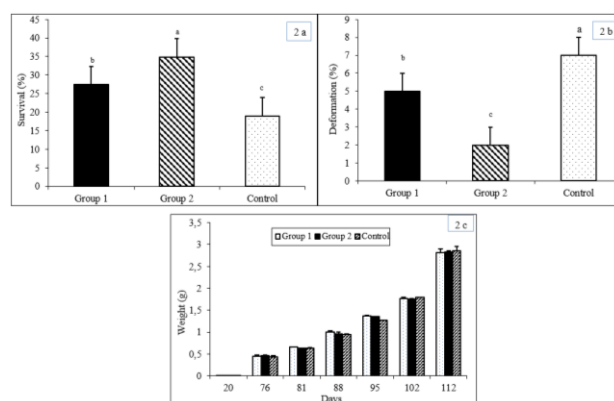 2 a
Survival (%)
45
40
35
30
25
20
15
10
5
0
b
a
c
Group 1
Group 2
Control
2 b
Deformation (%)
9
8
7
6
5
4
3
2
1
0
b
c
a
Group 1
Group 2
Control
2 c
Weight (g)
3,5
3
2,5
2
1,5
1
0,5
0
Group 1 Group 2 Control
20 76 81 88 95 102 112
Days